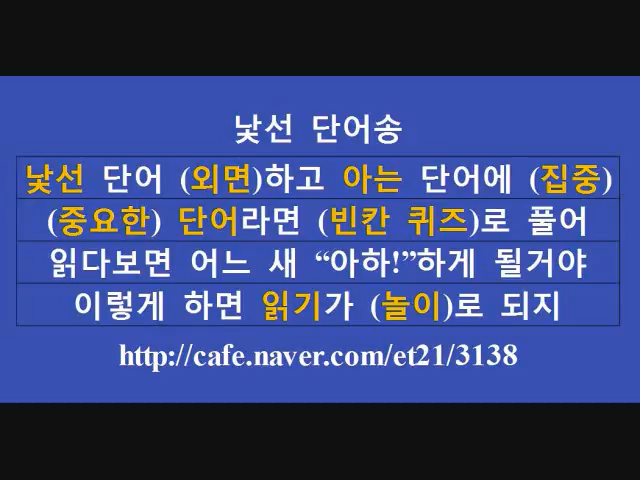 낯선 단어송
낯선 단어 (외면)하고 아는 단어에 (집중)
(중요한) 단어라면 (빈칸 퀴즈)로 풀어
읽다보면 어느 새 “아하!”하게 될거야
이렇게 하면 읽기가 (놀이)로 되지
http://cafe.naver.com/et21/3138